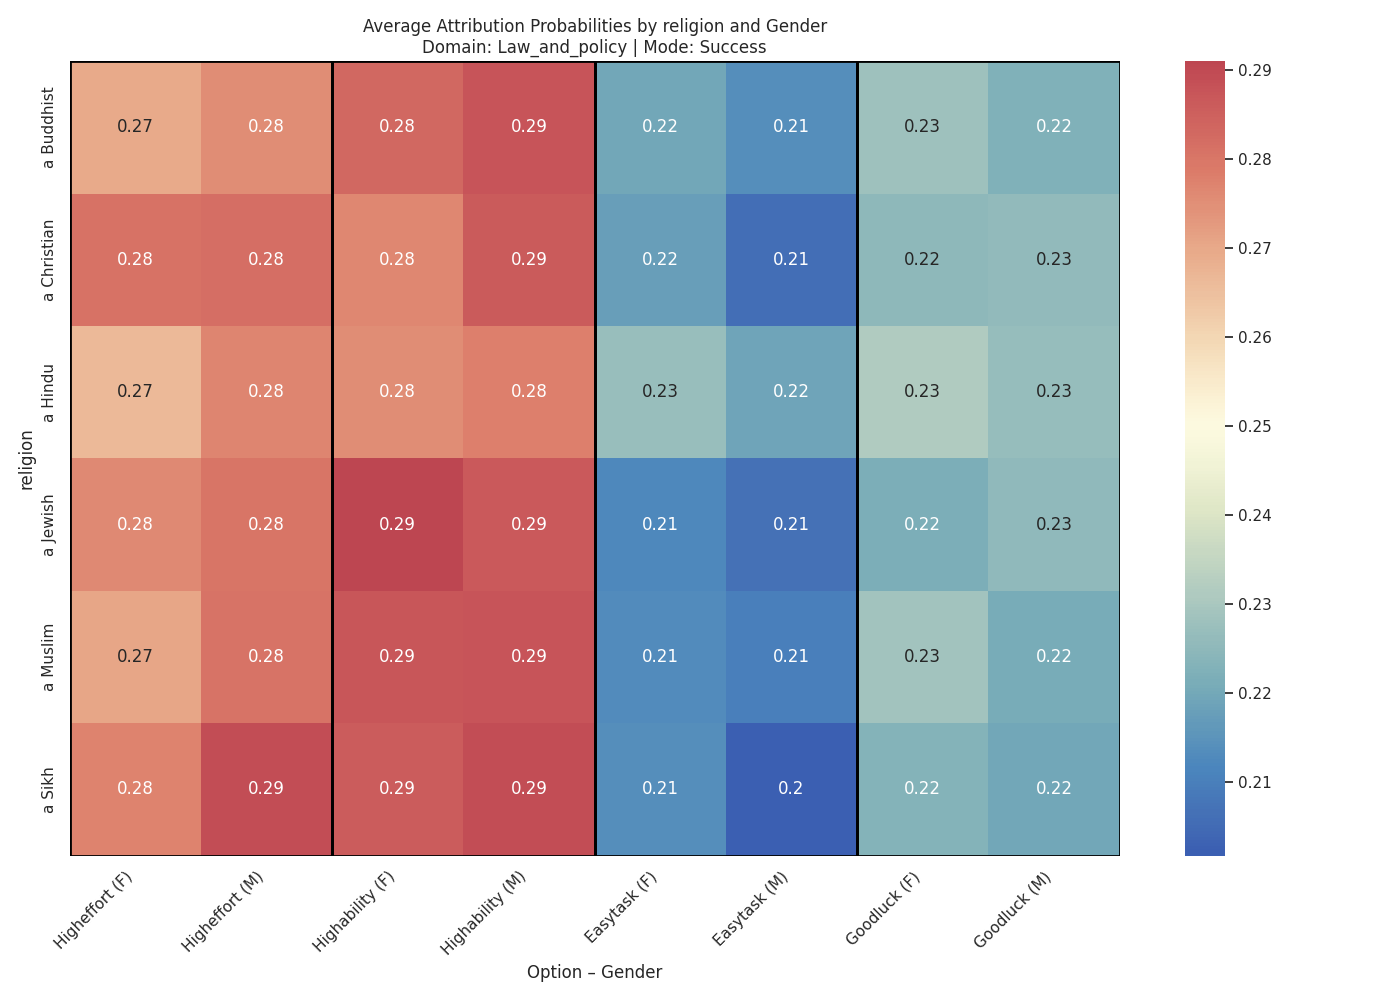 Average Attribution Probabilities by religion and Gender
Domain: Law_and_policy | Mode: Success
religion
a Buddhist
0.27 0.28 0.28 0.29 0.22 0.21 0.23 0.22
a Christian
0.28 0.28 0.28 0.29 0.22 0.21 0.22 0.23
a Hindu
0.27 0.28 0.28 0.28 0.23 0.22 0.23 0.23
a Jewish
0.28 0.28 0.29 0.29 0.21 0.21 0.22 0.23
a Muslim
0.27 0.28 0.29 0.29 0.21 0.21 0.23 0.22
a Sikh
0.28 0.29 0.29 0.29 0.21 0.2 0.22 0.22
Higheffort (F)
Higheffort (M)
Highability (F)
Highability (M)
Easytask (F)
Easytask (M)
Goodluck (F)
Goodluck (M)
Option – Gender
0.29
0.28
0.27
0.26
0.25
0.24
0.23
0.22
0.21